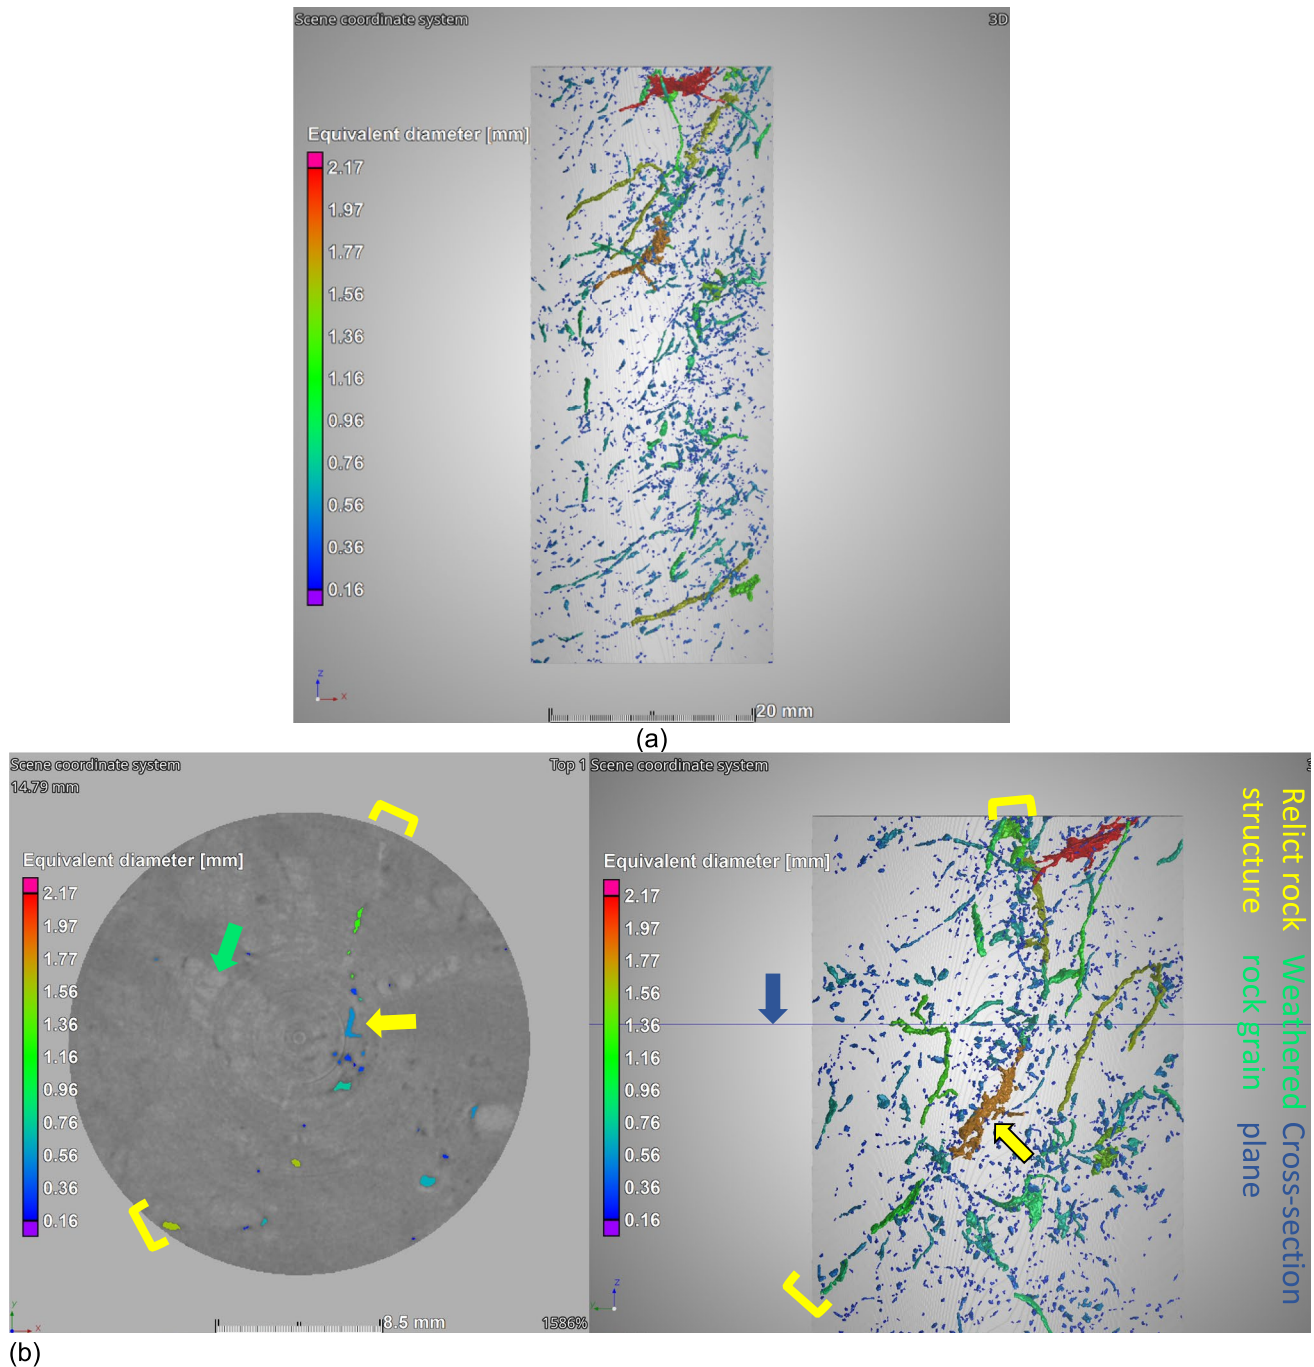 Scene coordinate system
3D
Equivalent diameter [mm]
2.17
1.97
1.77
1.56
1.36
1.16
0.96
0.76
0.56
0.36
0.16
z
x
20 mm
(a)
Scene coordinate system
Top 1
14.79 mm
Equivalent diameter [mm]
2.17
1.97
1.77
1.56
1.36
1.16
0.96
0.76
0.56
0.36
0.16
y
x
8.5 mm
1586%
Scene coordinate system
Equivalent diameter [mm]
2.17
1.97
1.77
1.56
1.36
1.16
0.96
0.76
0.56
0.36
0.16
z
y
Relict rock
structure
Weathered
rock grain
Cross-section
plane
(b)